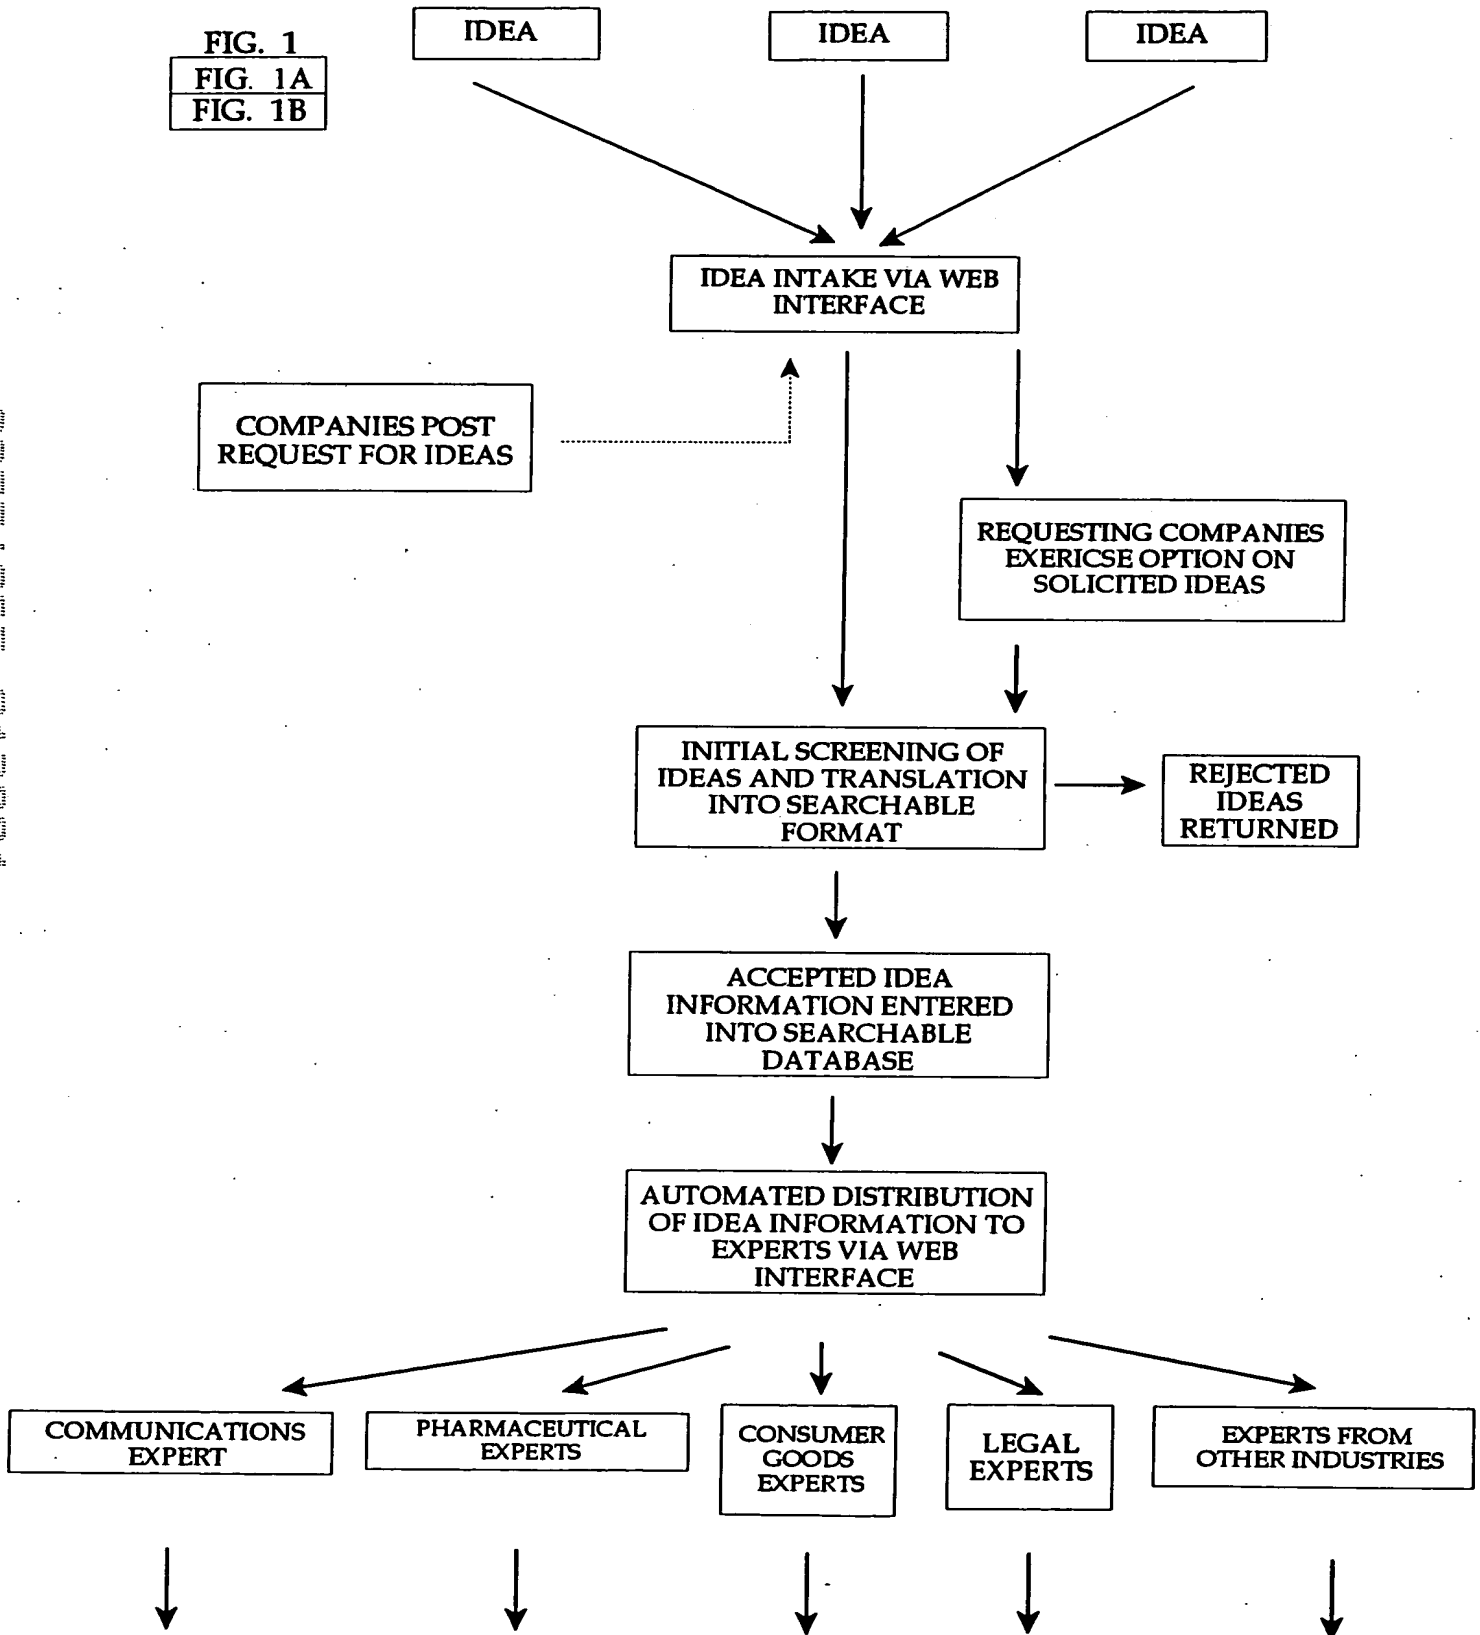 FIG. 1
FIG. 1A
FIG. 1B
IDEA
IDEA
IDEA
IDEA INTAKE VIA WEB
INTERFACE
COMPANIES POST
REQUEST FOR IDEAS
REQUESTING COMPANIES
EXERICSE OPTION ON
SOLICITED IDEAS
INITIAL SCREENING OF
IDEAS AND TRANSLATION
INTO SEARCHABLE
FORMAT
REJECTED
IDEAS
RETURNED
ACCEPTED IDEA
INFORMATION ENTERED
INTO SEARCHABLE
DATABASE
AUTOMATED DISTRIBUTION
OF IDEA INFORMATION TO
EXPERTS VIA WEB
INTERFACE
COMMUNICATIONS
EXPERT
PHARMACEUTICAL
EXPERTS
CONSUMER
GOODS
EXPERTS
LEGAL
EXPERTS
EXPERTS FROM
OTHER INDUSTRIES